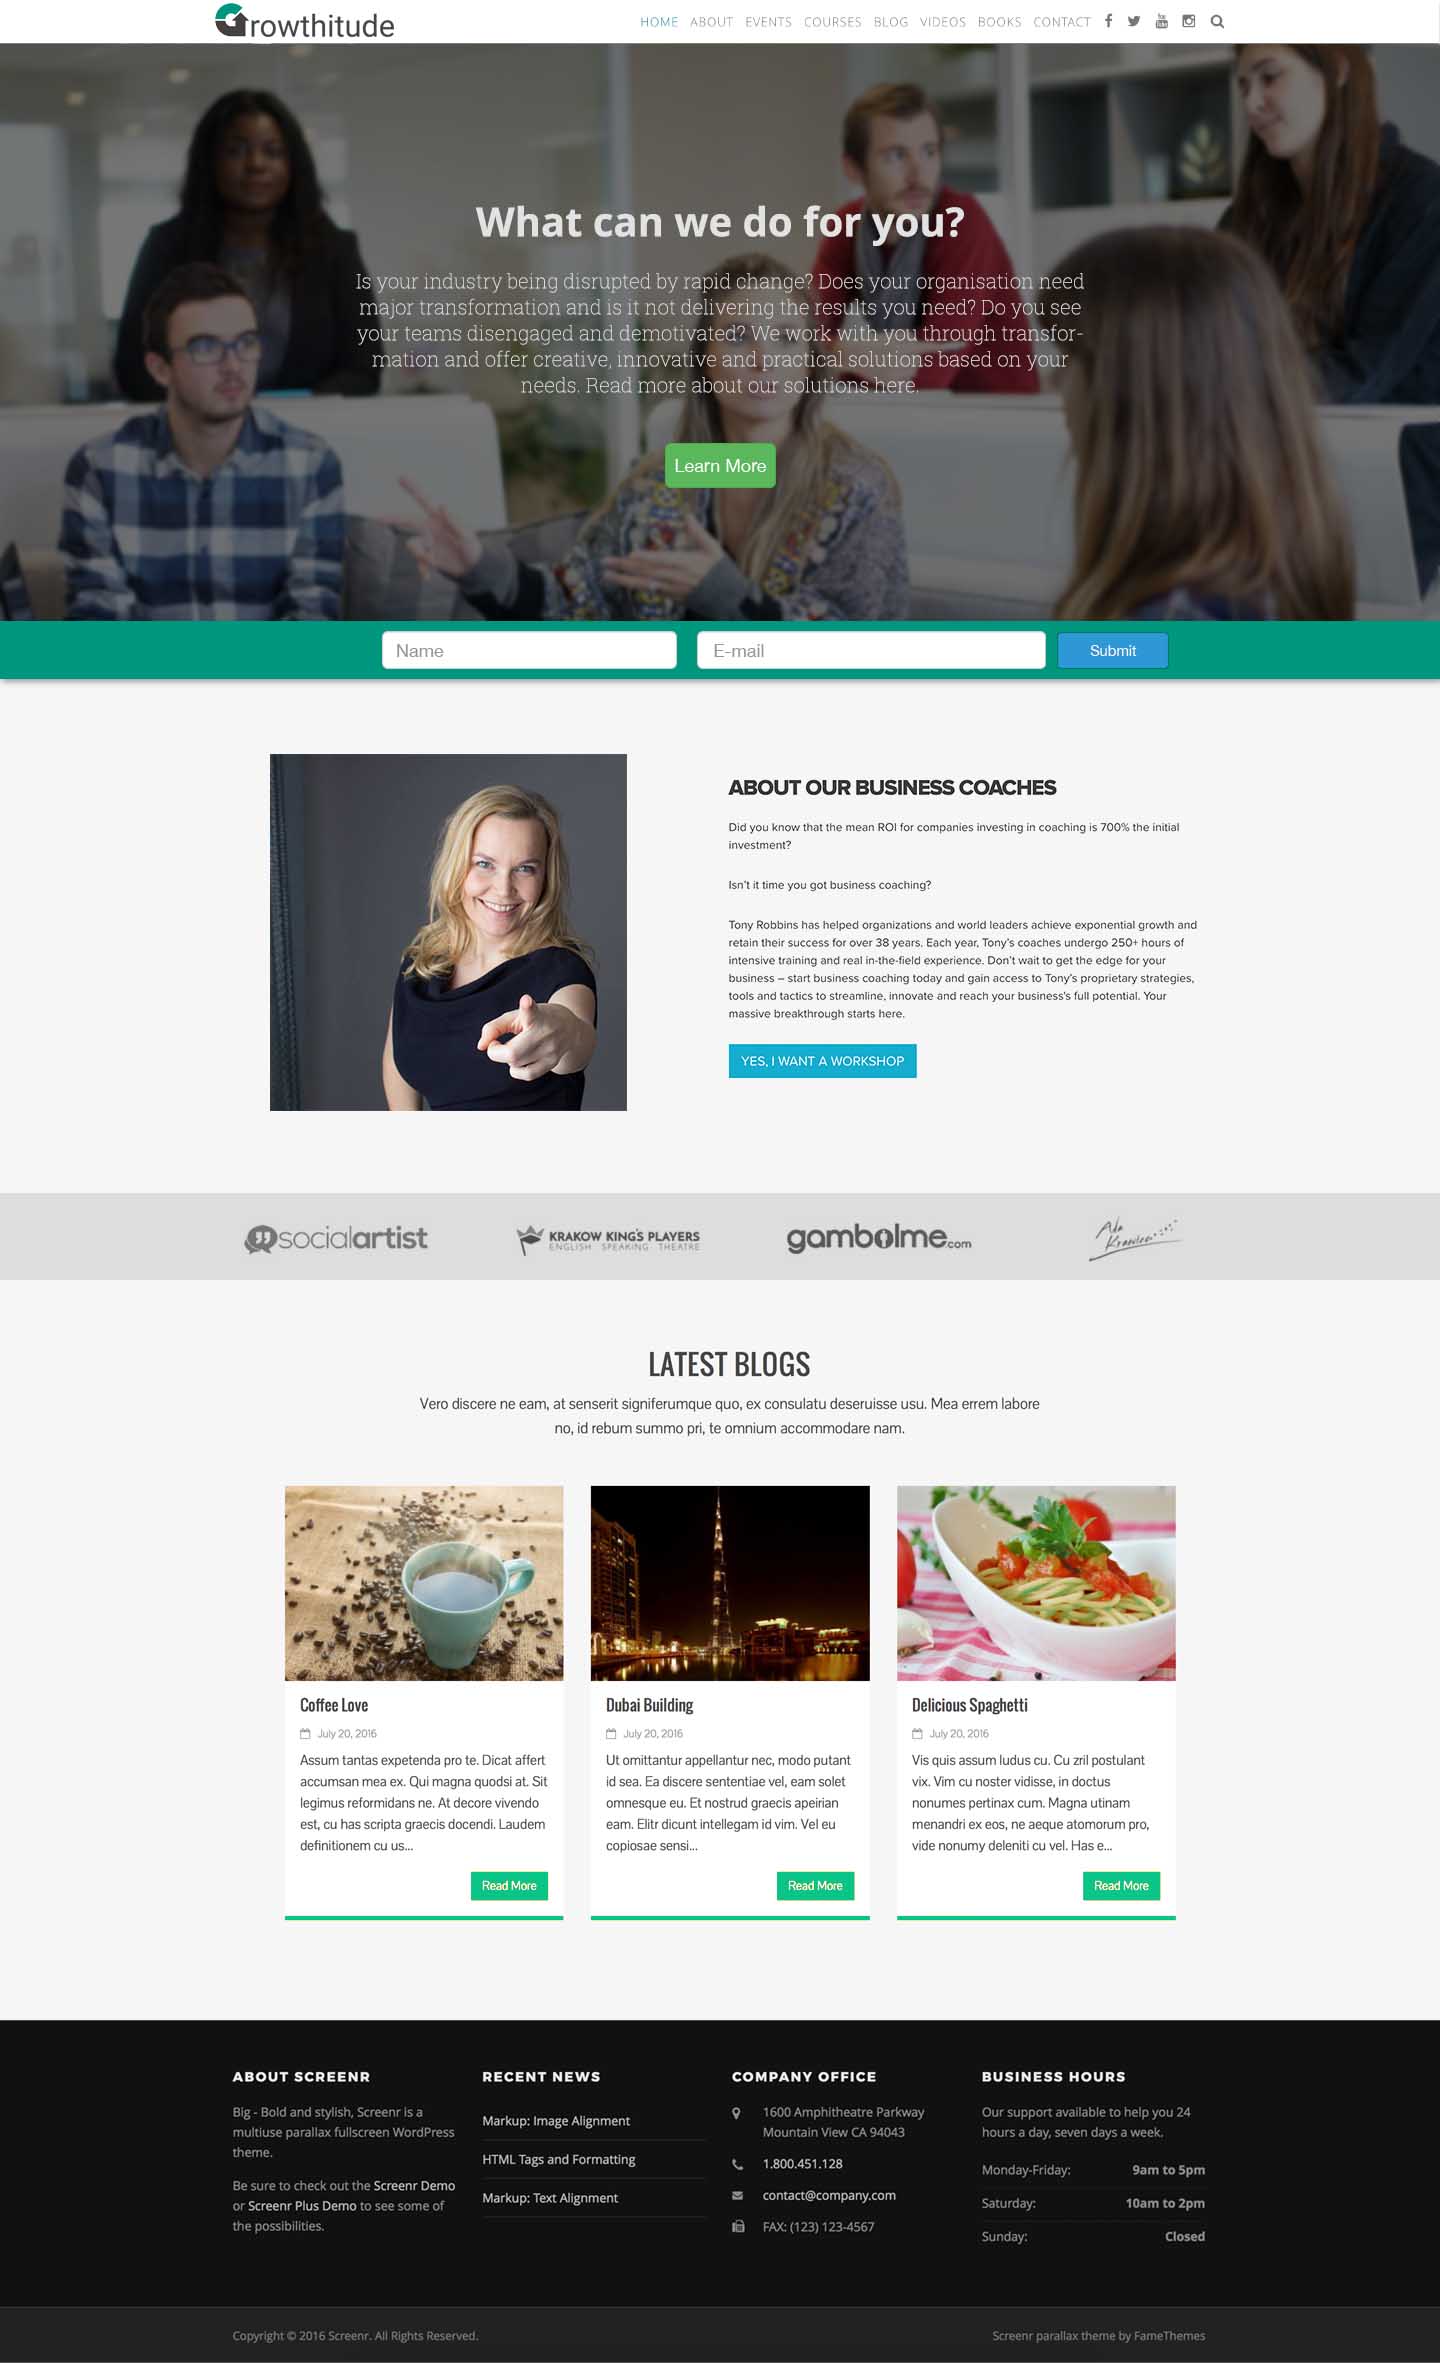 Growthitude
HOME ABOUT EVENTS COURSES BLOG VIDEOS BOOKS CONTACT
What can we do for you?
Is your industry being disrupted by rapid change? Does your organisation need
major transformation and is it not delivering the results you need? Do you see
your teams disengaged and demotivated? We work with you through transfor-
mation and offer creative, innovative and practical solutions based on your
needs. Read more about our solutions here.
Learn More
Name
E-mail
Submit
ABOUT OUR BUSINESS COACHES
Did you know that the mean ROI for companies investing in coaching is 700% the initial
investment?
Isn't it time you got business coaching?
Tony Robbins has helped organizations and world leaders achieve exponential growth and
retain their success for over 38 years. Each year, Tony's coaches undergo 250+ hours of
intensive training and real in-the-field experience. Don't wait to get the edge for your
business – start business coaching today and gain access to Tony's proprietary strategies,
tools and tactics to streamline, innovate and reach your business's full potential. Your
massive breakthrough starts here.
YES, I WANT A WORKSHOP
socialartist
KRAKOW KING'S PLAYERS
ENGLISH SPEAKING THEATRE
gambolme.com
Ada
LATEST BLOGS
Vero discere ne eam, at senserit signiferumque quo, ex consulatu deseruisse usu. Mea errem labore
no, id rebum summo pri, te omnium accommodare nam.
Coffee Love
July 20, 2016
Assum tantas expetenda pro te. Dicat affert
accumsan mea ex. Qui magna quodsi at. Sit
legimus reformidans ne. At decore vivendo
est, cu has scripta graecis docendi. Laudem
definitionem cu us...
Read More
Dubai Building
July 20, 2016
Ut omittantur appellantur nec, modo putant
id sea. Ea discere sententiae vel, eam solet
omnesque eu. Et nostrud graecis apeirian
eam. Elitr dicunt intellegam id vim. Vel eu
copiosae sensi...
Read More
Delicious Spaghetti
July 20, 2016
Vis quis assum ludus cu. Cu zril postulant
vix. Vim cu noster vidisse, in doctus
nonumes pertinax cum. Magna utinam
menandri ex eos, ne aeque atomorum pro,
vide nonumy deleniti cu vel. Has e...
Read More
ABOUT SCREENR
Big - Bold and stylish, Screenr is a
multiuse parallax fullscreen WordPress
theme.
Be sure to check out the Screenr Demo
or Screenr Plus Demo to see some of
the possibilities.
RECENT NEWS
Markup: Image Alignment
HTML Tags and Formatting
Markup: Text Alignment
COMPANY OFFICE
1600 Amphitheatre Parkway
Mountain View CA 94043
1.800.451.128
contact@company.com
FAX: (123) 123-4567
BUSINESS HOURS
Our support available to help you 24
hours a day, seven days a week.
Monday-Friday: 9am to 5pm
Saturday: 10am to 2pm
Sunday: Closed
Copyright © 2016 Screenr. All Rights Reserved.
Screenr parallax theme by FameThemes